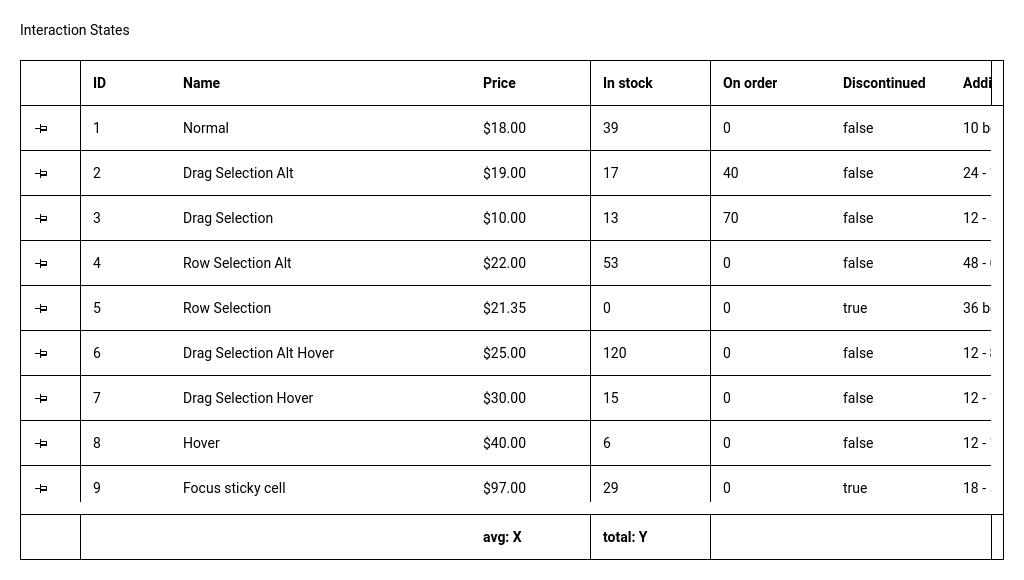 Interaction States
ID Name Price In stock On order Discontinued
1 Normal $18.00 39 0 false 10
2 Drag Selection Alt $19.00 17 40 false 24 -
3 Drag Selection $10.00 13 70 false 12 -
4 Row Selection Alt $22.00 53 0 false 48 -
5 Row Selection $21.35 0 0 true 36
6 Drag Selection Alt Hover $25.00 120 0 false 12 -
7 Drag Selection Hover $30.00 15 0 false 12 -
8 Hover $40.00 6 0 false 12 -
9 Focus sticky cell $97.00 29 0 true 18 -
avg: X total: Y